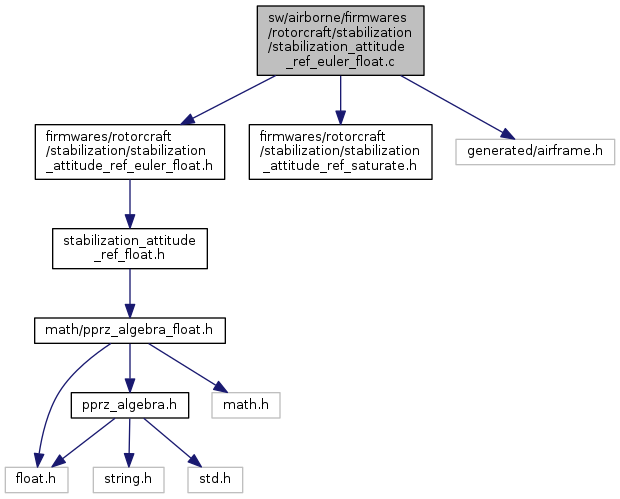 sw/airborne/firmwares
/rotorcraft/stabilization
/stabilization_attitude
_ref_euler_float.c
firmwares/rotorcraft
/stabilization/stabilization
_attitude_ref_euler_float.h
firmwares/rotorcraft
/stabilization/stabilization
_attitude_ref_saturate.h
generated/airframe.h
stabilization_attitude
_ref_float.h
math/pprz_algebra_float.h
pprz_algebra.h
math.h
float.h
string.h
std.h